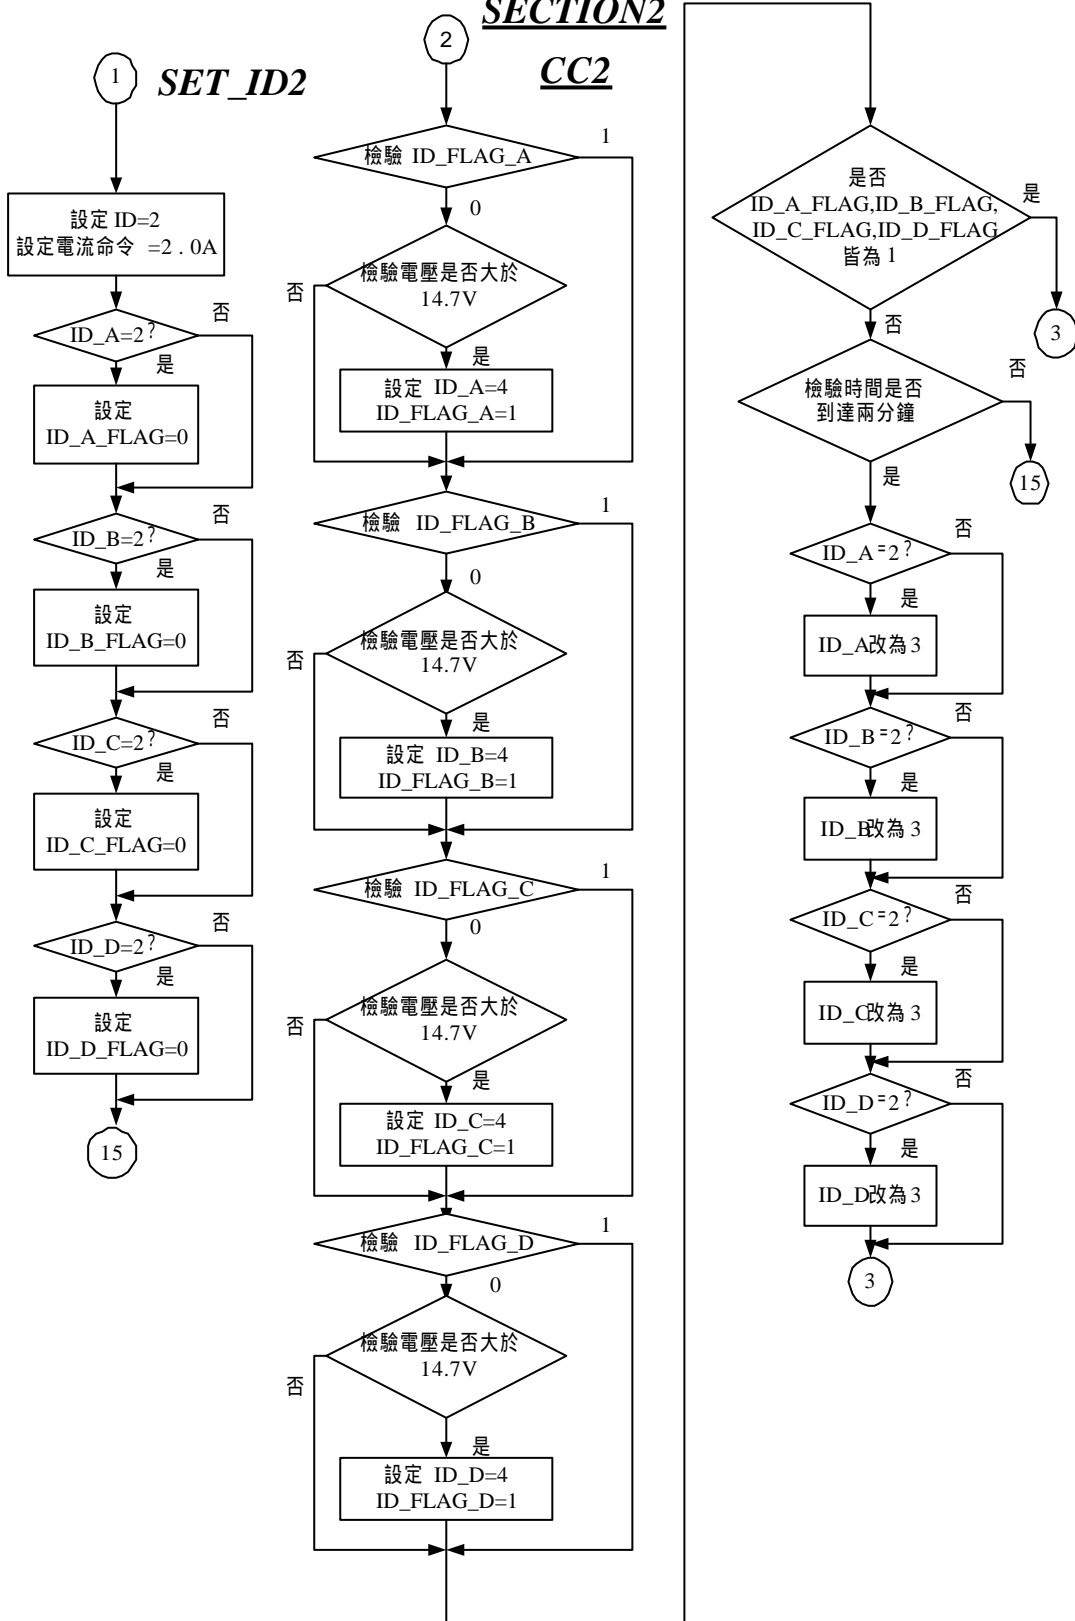 SECTION2
CC2
1
SET_ID2
設定 ID=2
設定電流命令 =2.0A
ID_A=2?
否
是
設定
ID_A_FLAG=0
ID_B=2?
否
是
設定
ID_B_FLAG=0
ID_C=2?
否
是
設定
ID_C_FLAG=0
ID_D=2?
否
是
設定
ID_D_FLAG=0
15
2
檢驗 ID_FLAG_A
1
0
檢驗電壓是否大於
14.7V
否
是
設定 ID_A=4
ID_FLAG_A=1
檢驗 ID_FLAG_B
1
0
檢驗電壓是否大於
14.7V
否
是
設定 ID_B=4
ID_FLAG_B=1
檢驗 ID_FLAG_C
1
0
檢驗電壓是否大於
14.7V
否
是
設定 ID_C=4
ID_FLAG_C=1
檢驗 ID_FLAG_D
1
0
檢驗電壓是否大於
14.7V
否
是
設定 ID_D=4
ID_FLAG_D=1
是否
ID_A_FLAG,ID_B_FLAG,
ID_C_FLAG,ID_D_FLAG
皆為 1
是
3
否
檢驗時間是否
到達兩分鐘
否
15
是
ID_A=2?
否
是
ID_A改為 3
ID_B=2?
否
是
ID_B改為 3
ID_C=2?
否
是
ID_C改為 3
ID_D=2?
否
是
ID_D改為 3
3